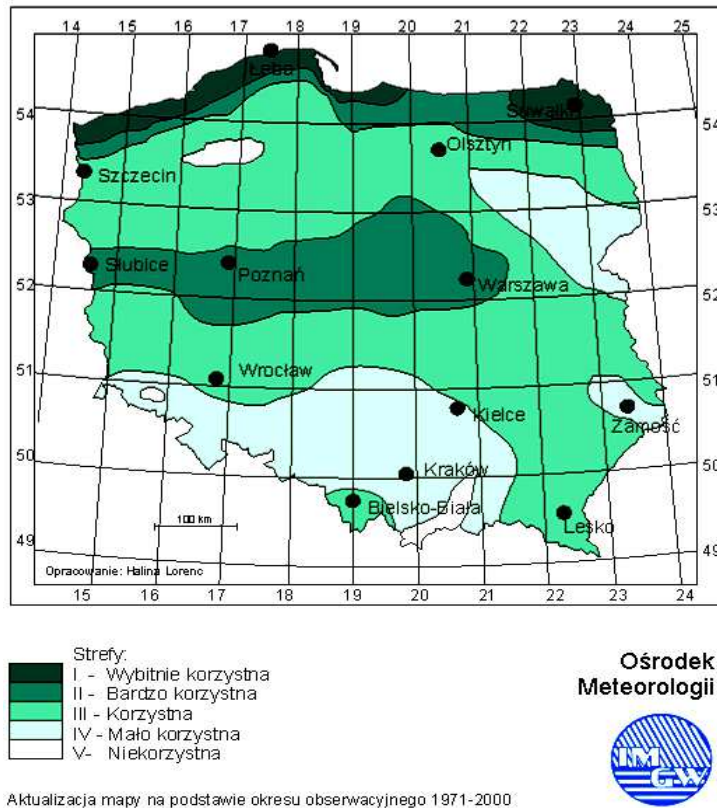 14 15 16 17 18 19 20 21 22 23 24 25
Łeba
54
Suwałki
54
Olsztyn
Szczecin
53
53
Słubice
Poznań
Warszawa
52
52
Wrocław
51
51
Kielce
Zamość
50
Kraków
50
Bielsko-Biała
Lesko
100 km
49
49
Opracowanie: Halina Lorenc
15 16 17 18 19 20 21 22 23 24
Strefy:
I - Wybitnie korzystna
II - Bardzo korzystna
III - Korzystna
IV - Mało korzystna
V- Niekorzystna
Ośrodek
Meteorologii
IM
GW
Aktualizacja mapy na podstawie okresu obserwacyjnego 1971-2000